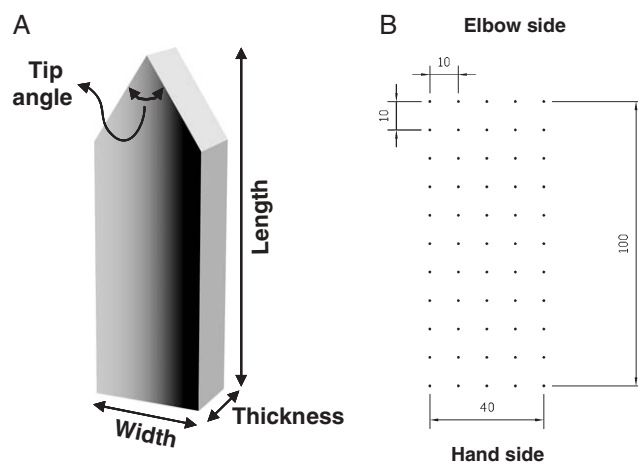 A
Tip
angle
Length
Width
Thickness
B
Elbow side
10
10
100
40
Hand side